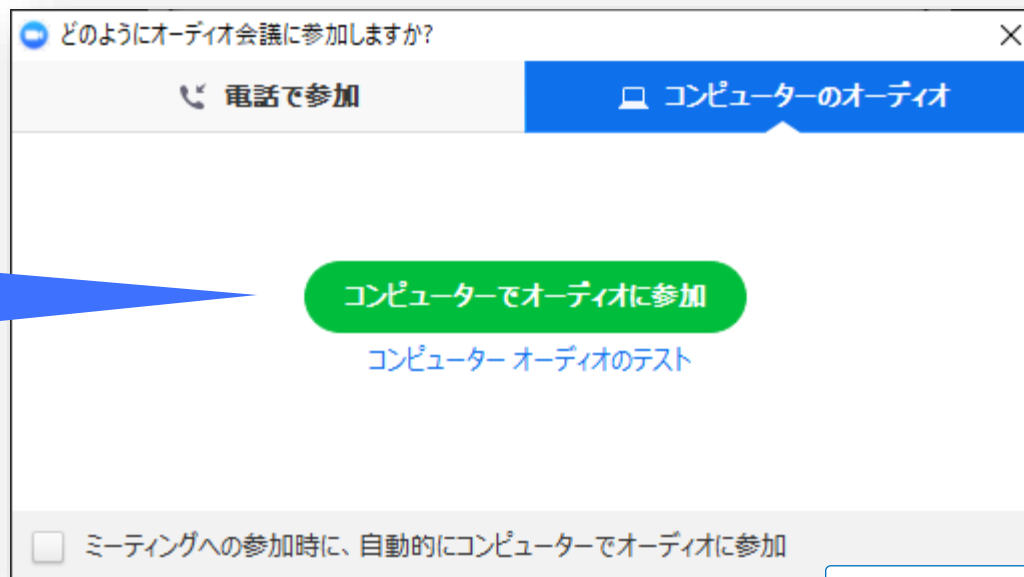 どのようにオーディオ会議に参加しますか?
電話で参加
コンピューターのオーディオ
コンピューターでオーディオに参加
コンピューター オーディオのテスト
ミーティングへの参加時に、自動的にコンピューターでオーディオに参加